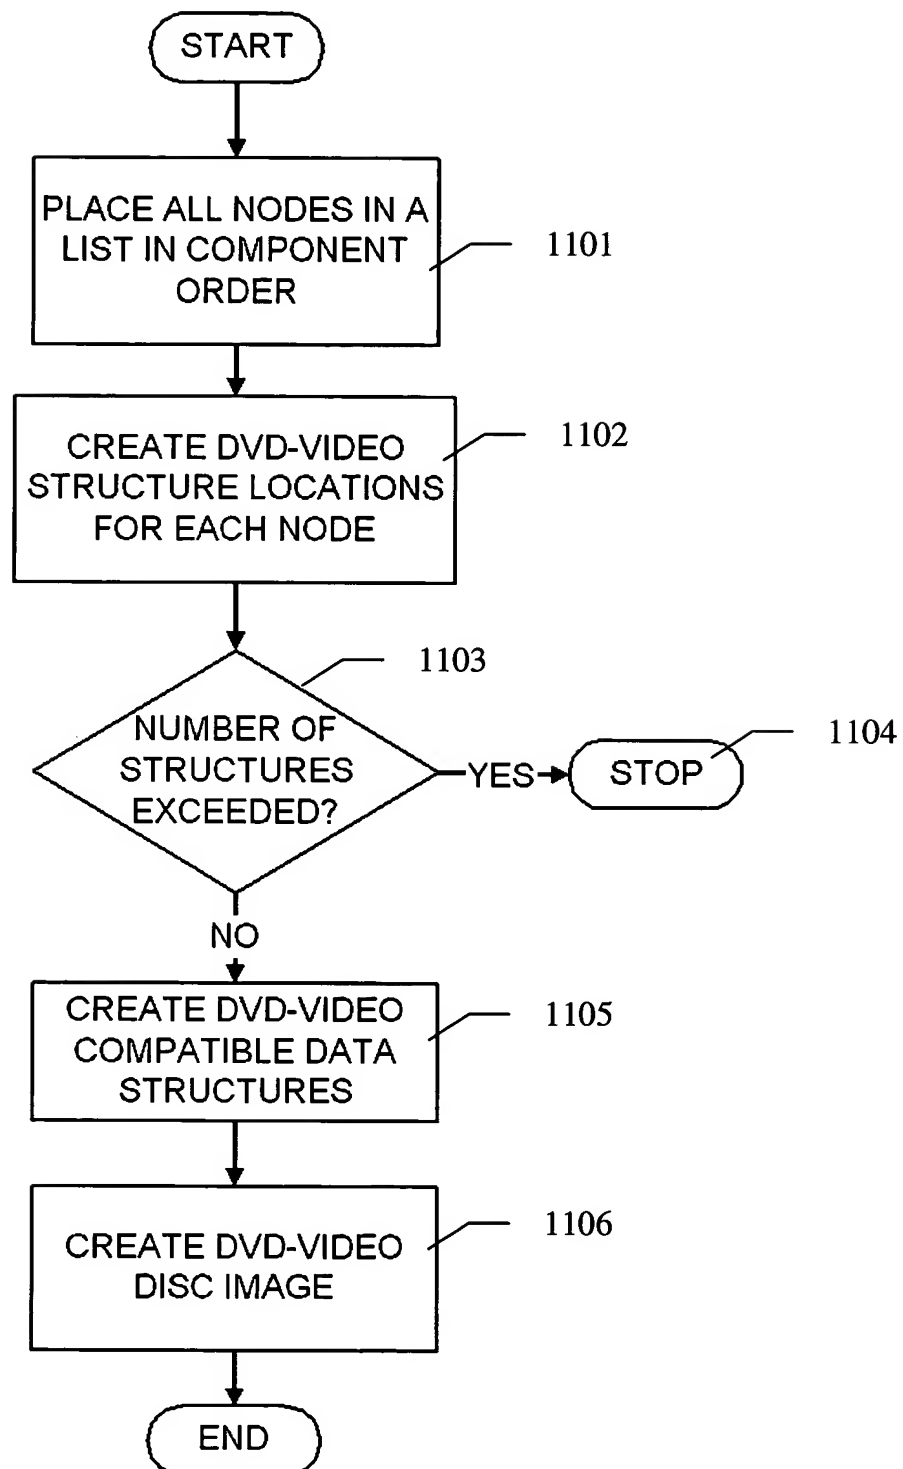 START
PLACE ALL NODES IN A
LIST IN COMPONENT
ORDER
1101
CREATE DVD-VIDEO
STRUCTURE LOCATIONS
FOR EACH NODE
1102
1103
NUMBER OF
STRUCTURES
EXCEEDED?
YES
STOP
1104
NO
CREATE DVD-VIDEO
COMPATIBLE DATA
STRUCTURES
1105
CREATE DVD-VIDEO
DISC IMAGE
1106
END